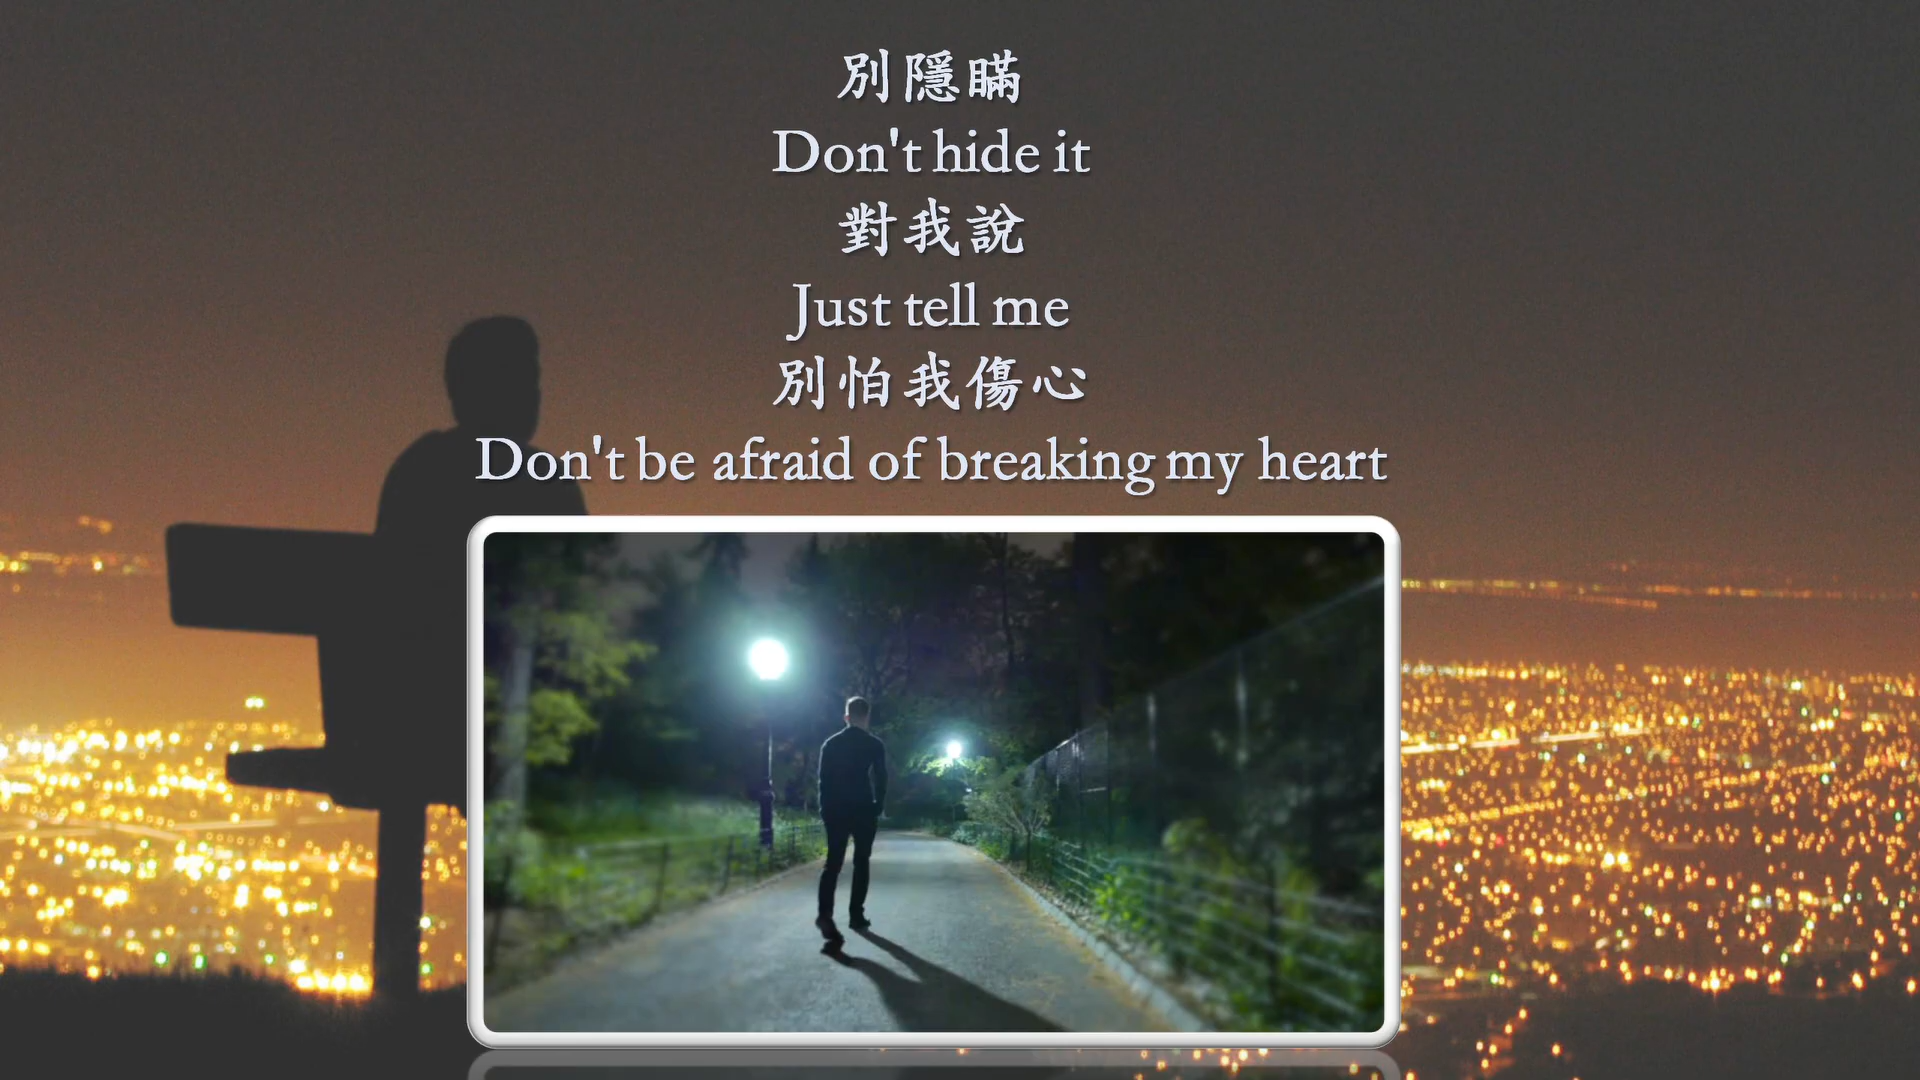 別隱瞞
Don't hide it
對我說
Just tell me
別怕我傷心
Don't be afraid of breaking my heart